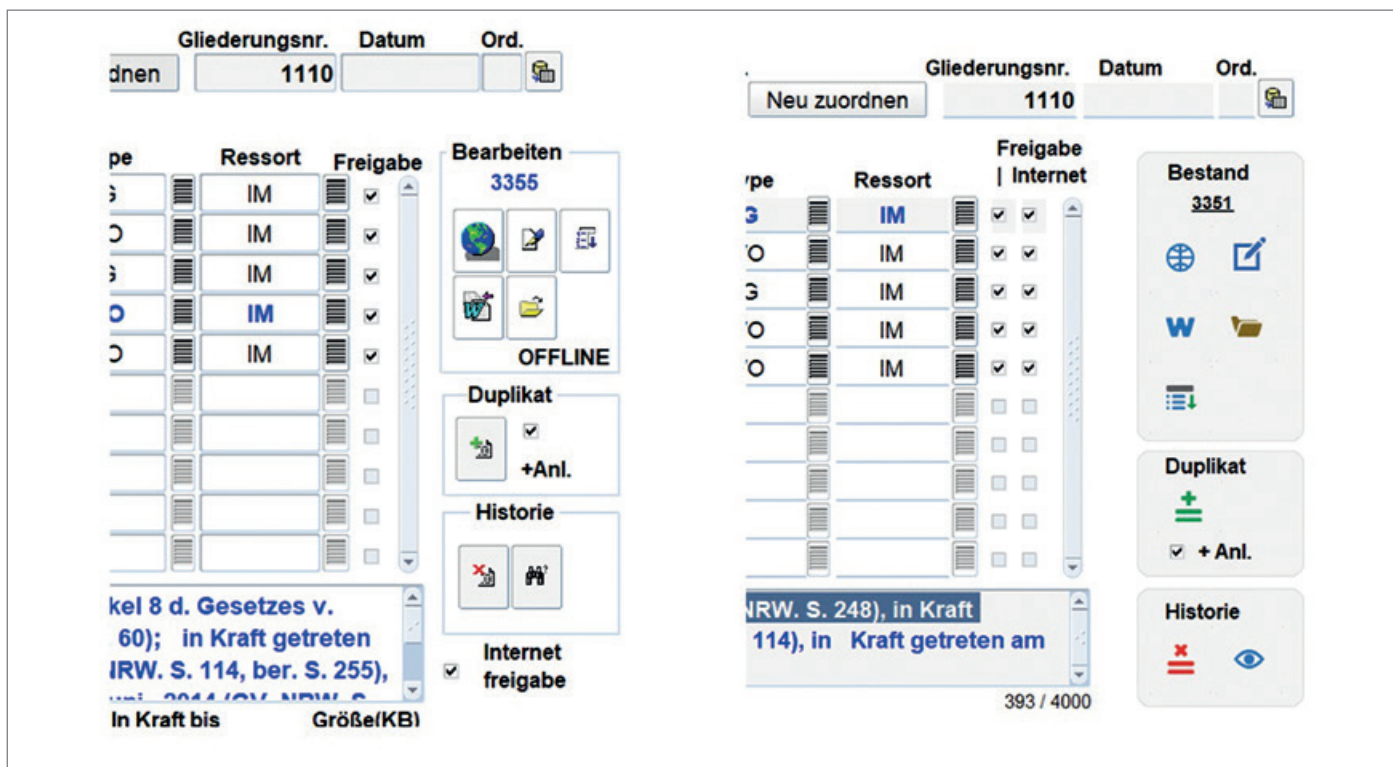 Gliederungsnr. Datum Ord.
dnen 1110
pe Ressort Freigabe
G IM
O IM
G IM
O IM
O IM
Bearbeiten
3355
OFFLINE
Duplikat
+Anl.
Historie
Internet
freigabe
kel 8 d. Gesetzes v.
60); in Kraft getreten
NRW. S. 114, ber. S. 255),
In Kraft bis Größe(KB)
Gliederungsnr. Datum Ord.
Neu zuordnen 1110
Freigabe
ype Ressort | Internet
G IM
O IM
G IM
O IM
O IM
Bestand
3351
W
Duplikat
+ Anl.
Historie
NRW. S. 248), in Kraft
114), in Kraft getreten am
393 / 4000